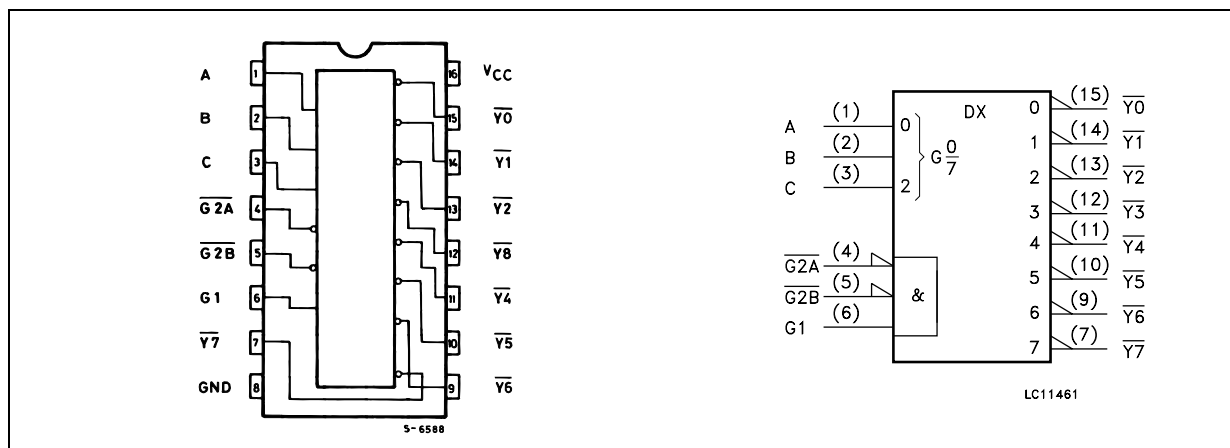 A 1 16 VCC
B 2 15 Y0
C 3 14 Y1
G2A 4 13 Y2
G2B 5 12 Y8
G1 6 11 Y4
Y7 7 10 Y5
GND 8 9 Y6
S-6588
DX
A (1) 0
B (2)
C (3) 2
G 0/7
G2A (4)
G2B (5)
G1 (6)
&
0 (15) Y0
1 (14) Y1
2 (13) Y2
3 (12) Y3
4 (11) Y4
5 (10) Y5
6 (9) Y6
7 (7) Y7
LC11461